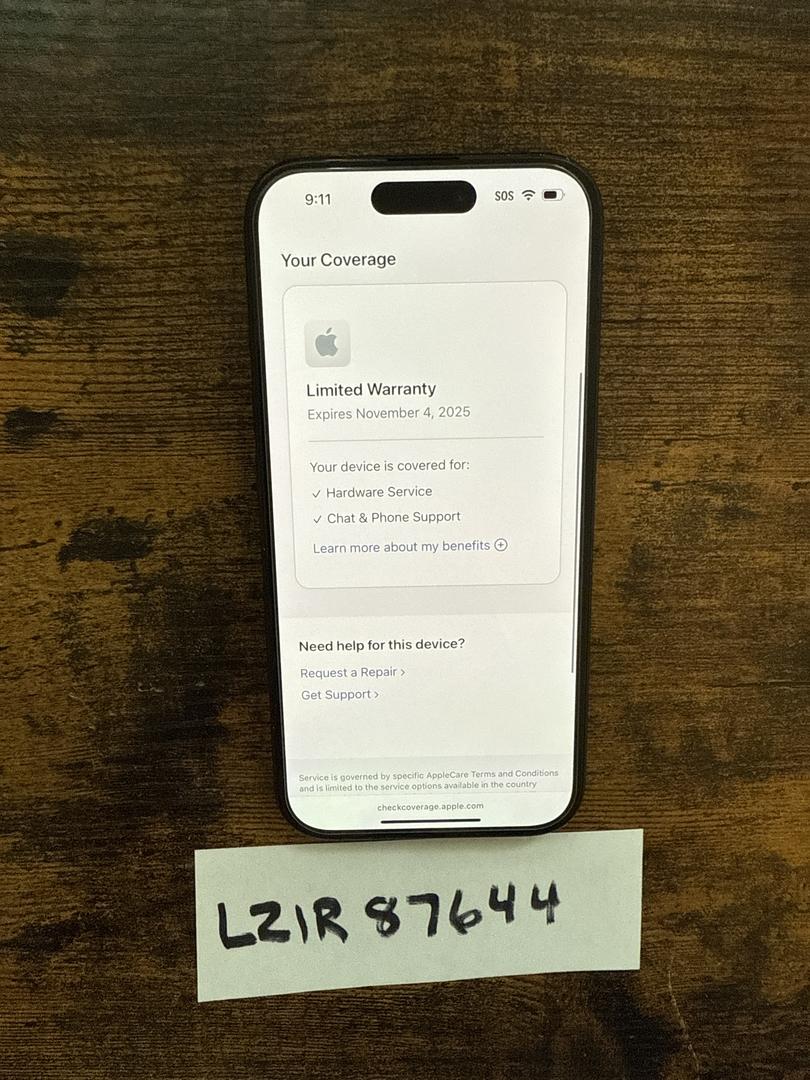 9:11 SOS
Your Coverage
Limited Warranty
Expires November 4, 2025
Your device is covered for:
✓ Hardware Service
✓ Chat & Phone Support
Learn more about my benefits ⊕
Need help for this device?
Request a Repair ›
Get Support ›
Service is governed by specific AppleCare Terms and Conditions
and is limited to the service options available in the country
checkcoverage.apple.com
LZIR 87644